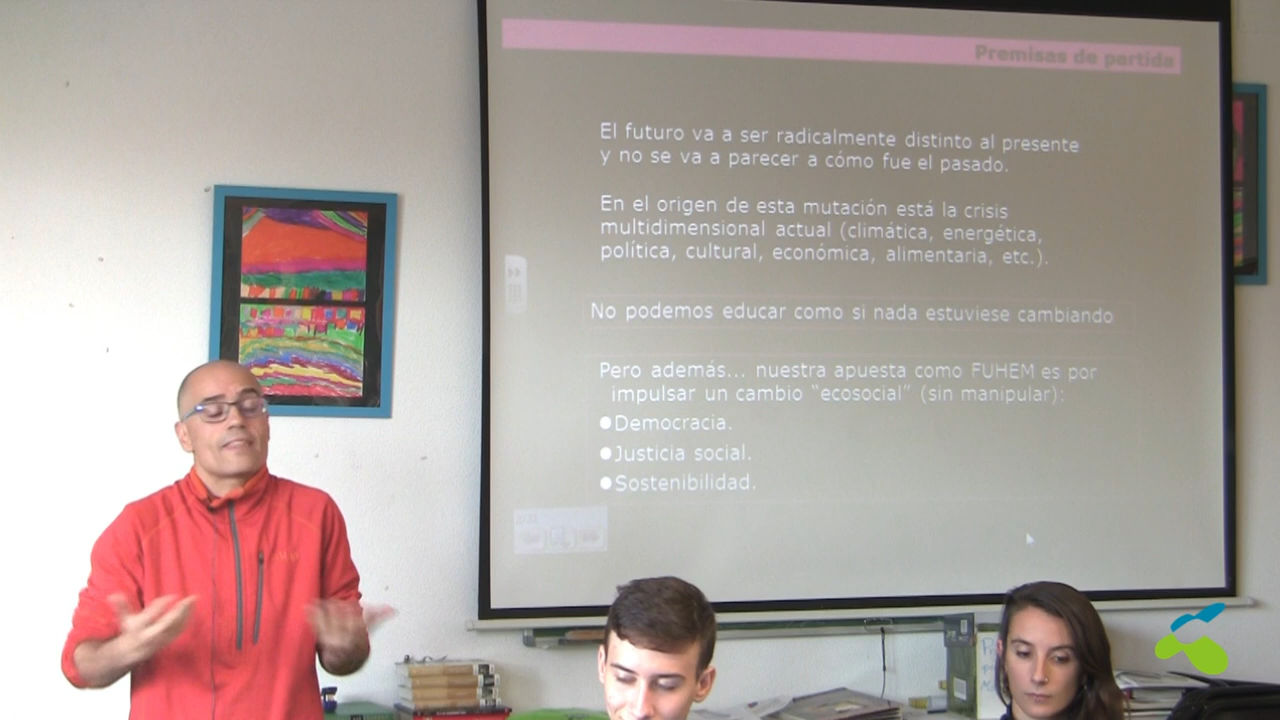 Premisas de partida
El futuro va a ser radicalmente distinto al presente
y no se va a parecer a cómo fue el pasado.
En el origen de esta mutación está la crisis
multidimensional actual (climática, energética,
política, cultural, económica, alimentaria, etc.).
No podemos educar como si nada estuviese cambiando
Pero además... nuestra apuesta como FUHEM es por
impulsar un cambio “ecosocial” (sin manipular):
●Democracia.
●Justicia social.
●Sostenibilidad.